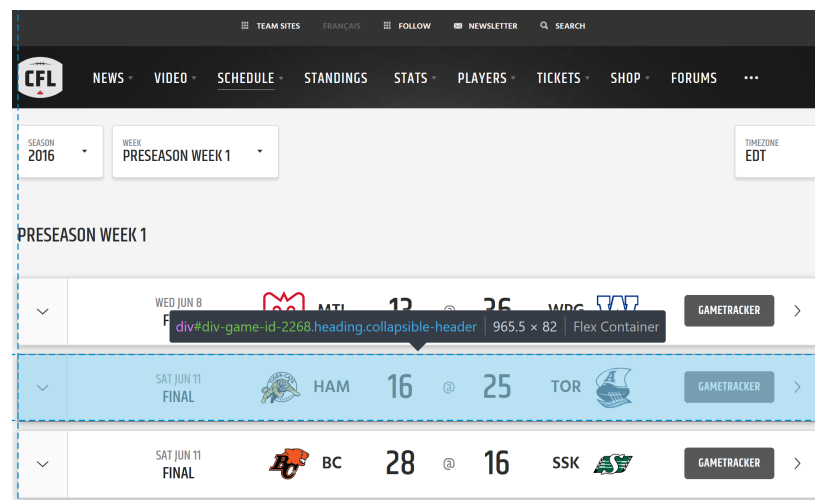 TEAM SITES FRANÇAIS FOLLOW NEWSLETTER SEARCH
CFL NEWS VIDEO SCHEDULE STANDINGS STATS PLAYERS TICKETS SHOP FORUMS ...
SEASON
2016
WEEK
PRESEASON WEEK 1
TIMEZONE
EDT
PRESEASON WEEK 1
WED JUN 8
MTL 13 @ 36 WPG GAMETRACKER
div#div-game-id-2268.heading.collapsible-header 965.5 × 82 Flex Container
SAT JUN 11
FINAL
HAM 16 @ 25 TOR GAMETRACKER
SAT JUN 11
FINAL
BC 28 @ 16 SSK GAMETRACKER